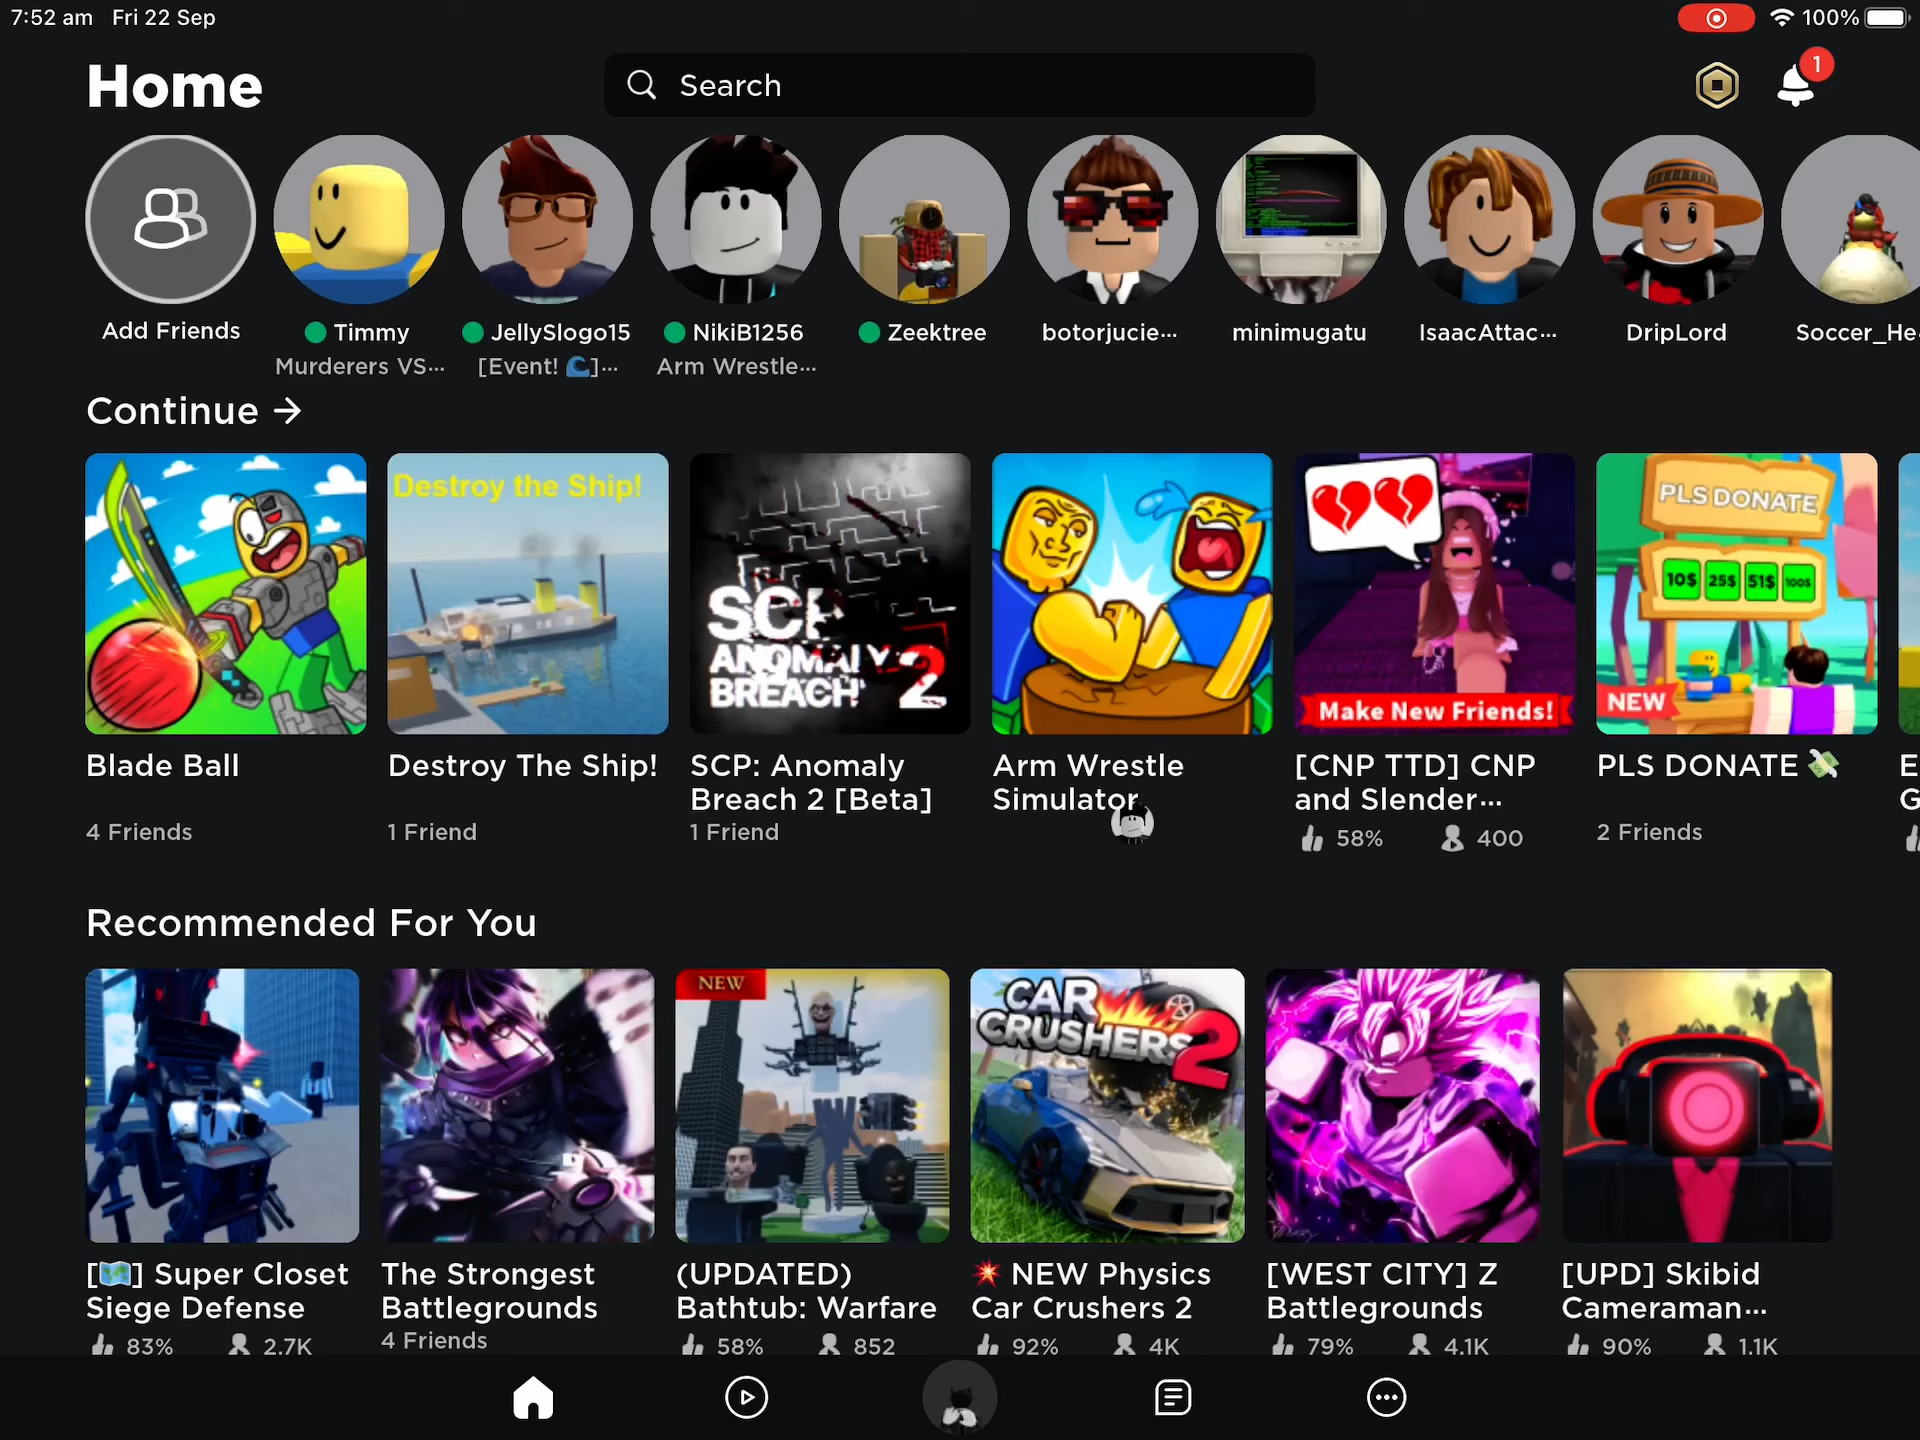 7:52 am Fri 22 Sep
100%
Home
Search
1
Add Friends
Timmy
JellySlogo15
NikiB1256
Zeektree
botorjucie...
minimugatu
IsaacAttac...
DripLord
Soccer_He
Murderers VS...
[Event! 🌊]...
Arm Wrestle...
Continue →
Destroy the Ship!
SCP
ANOMALY
BREACH 2
Make New Friends!
PLS DONATE
10$ 25$ 51$ 100$
NEW
Blade Ball
4 Friends
Destroy The Ship!
1 Friend
SCP: Anomaly
Breach 2 [Beta]
1 Friend
Arm Wrestle
Simulator
[CNP TTD] CNP
and Slender...
58% 400
PLS DONATE 💸
2 Friends
E
G
Recommended For You
NEW
CAR
CRUSHERS 2
[🗺️] Super Closet
Siege Defense
83% 2.7K
The Strongest
Battlegrounds
4 Friends
(UPDATED)
Bathtub: Warfare
58% 852
💥 NEW Physics
Car Crushers 2
92% 4K
[WEST CITY] Z
Battlegrounds
79% 4.1K
[UPD] Skibid
Cameraman...
90% 1.1K